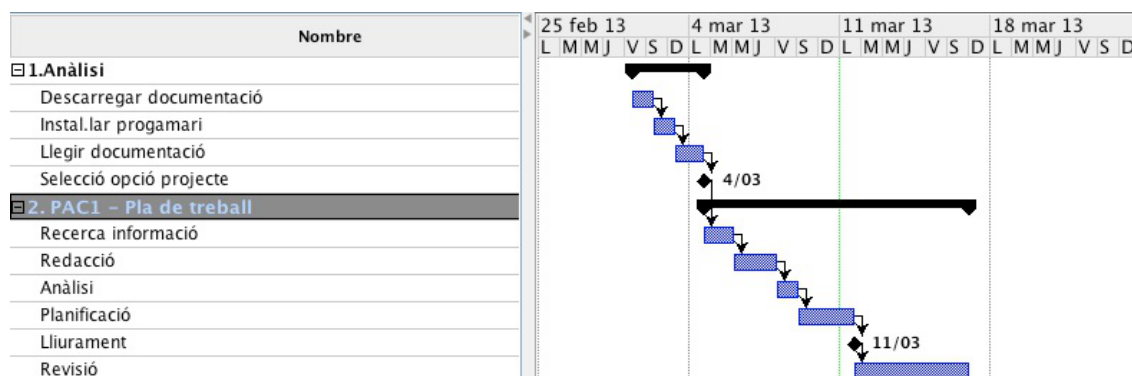 Nombre
25 feb 13 4 mar 13 11 mar 13 18 mar 13
L M M J V S D L M M J V S D L M M J V S D L M M J V S D
1.Anàlisi
Descarregar documentació
Instal.lar progamari
Llegir documentació
Selecció opció projecte
4/03
2. PAC1 – Pla de treball
Recerca informació
Redacció
Anàlisi
Planificació
Lliurament
11/03
Revisió